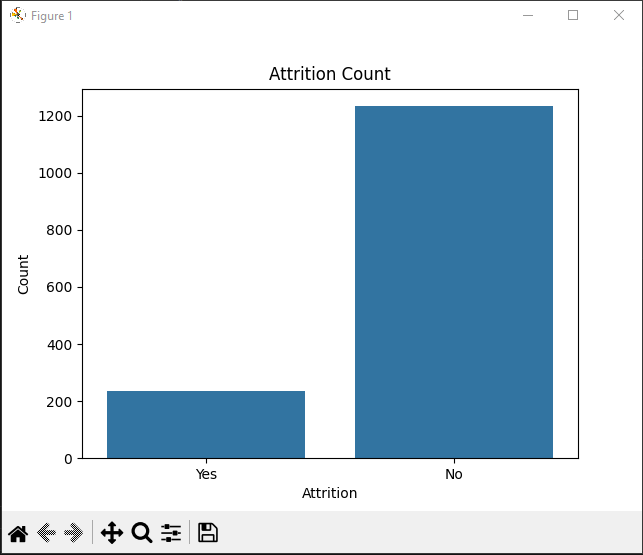 Figure 1
Attrition Count
1200
1000
800
600
400
200
0
Count
Yes No
Attrition